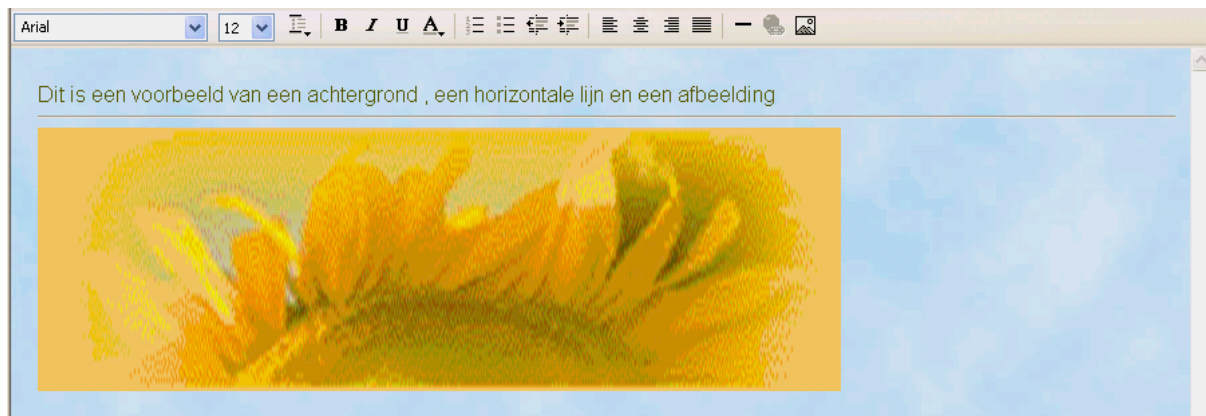 Arial 12 B I U A
Dit is een voorbeeld van een achtergrond , een horizontale lijn en een afbeelding